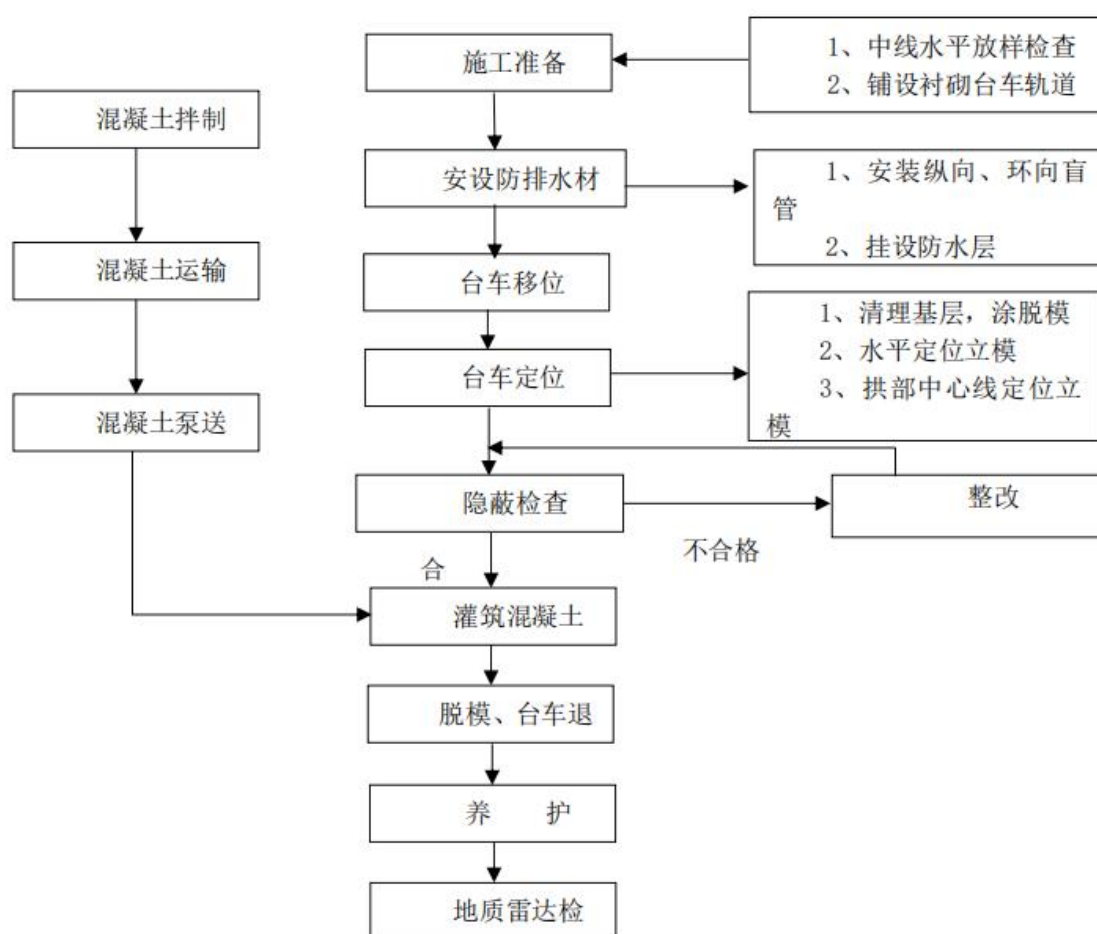 施工准备
1、中线水平放样检查
2、铺设衬砌台车轨道
混凝土拌制
安设防排水材
1、安装纵向、环向盲
管
2、挂设防水层
混凝土运输
台车移位
1、清理基层，涂脱模
2、水平定位立模
3、拱部中心线定位立
模
台车定位
混凝土泵送
隐蔽检查
整改
不合格
合
灌筑混凝土
脱模、台车退
养 护
地质雷达检